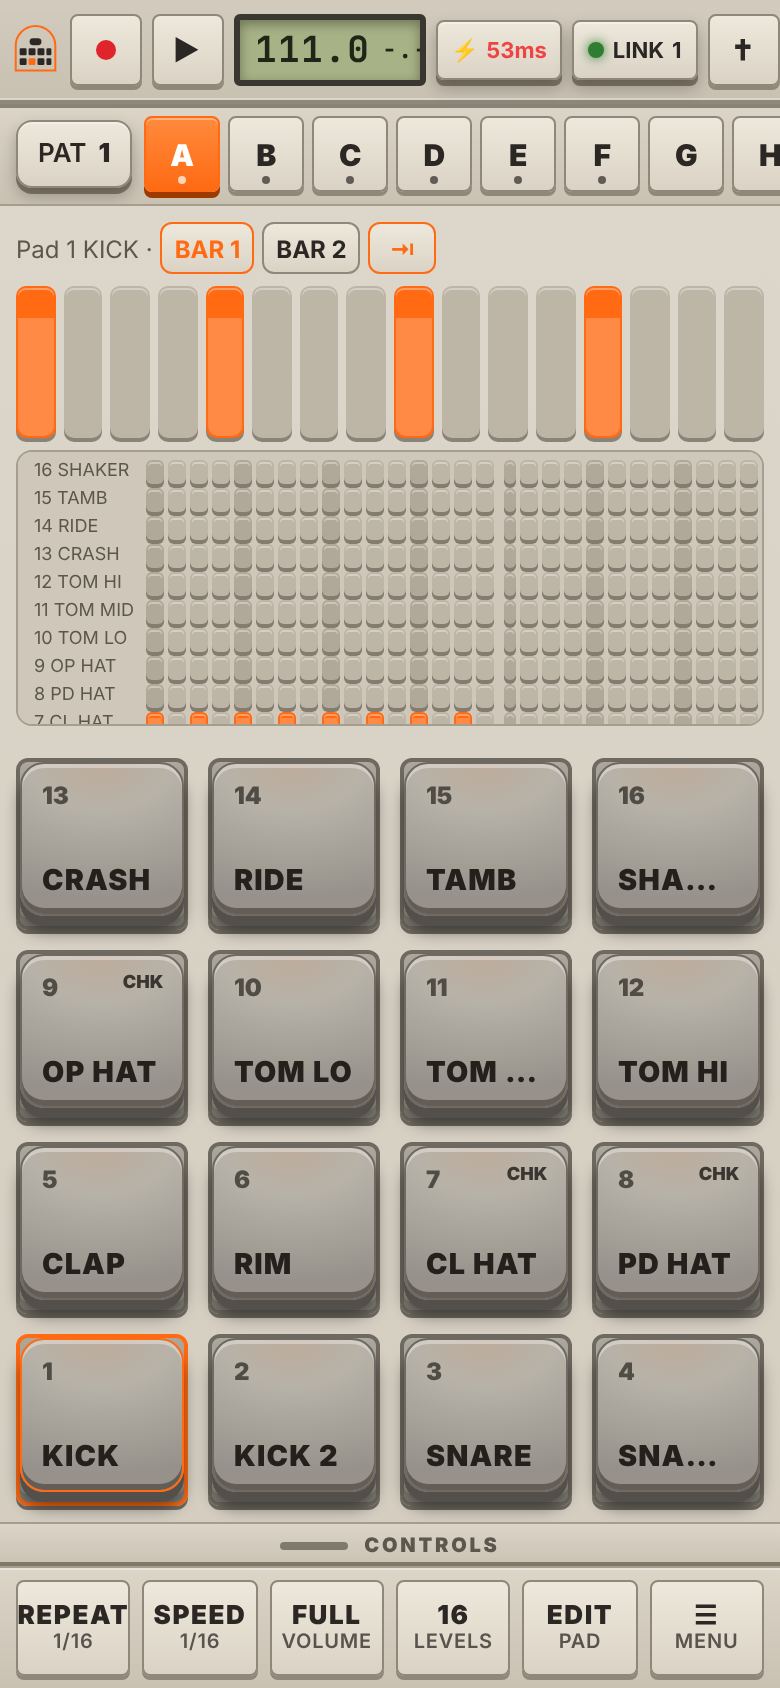 111.0 -.-
⚡ 53ms
LINK 1
PAT 1
A
B
C
D
E
F
G
H
Pad 1 KICK ·
BAR 1
BAR 2
16 SHAKER
15 TAMB
14 RIDE
13 CRASH
12 TOM HI
11 TOM MID
10 TOM LO
9 OP HAT
8 PD HAT
7 CL HAT
13
CRASH
14
RIDE
15
TAMB
16
SHA...
9 CHK
OP HAT
10
TOM LO
11
TOM ...
12
TOM HI
5
CLAP
6
RIM
7 CHK
CL HAT
8 CHK
PD HAT
1
KICK
2
KICK 2
3
SNARE
4
SNA...
CONTROLS
REPEAT
1/16
SPEED
1/16
FULL
VOLUME
16
LEVELS
EDIT
PAD
☰
MENU